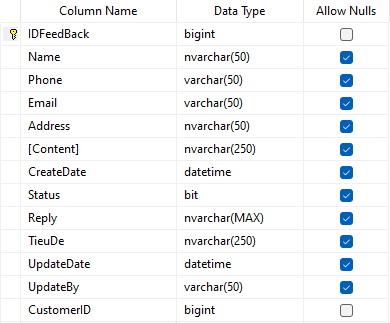 Column Name Data Type Allow Nulls
IDFeedBack bigint
Name nvarchar(50)
Phone varchar(50)
Email varchar(50)
Address nvarchar(50)
[Content] nvarchar(250)
CreateDate datetime
Status bit
Reply nvarchar(MAX)
TieuDe nvarchar(250)
UpdateDate datetime
UpdateBy varchar(50)
CustomerID bigint